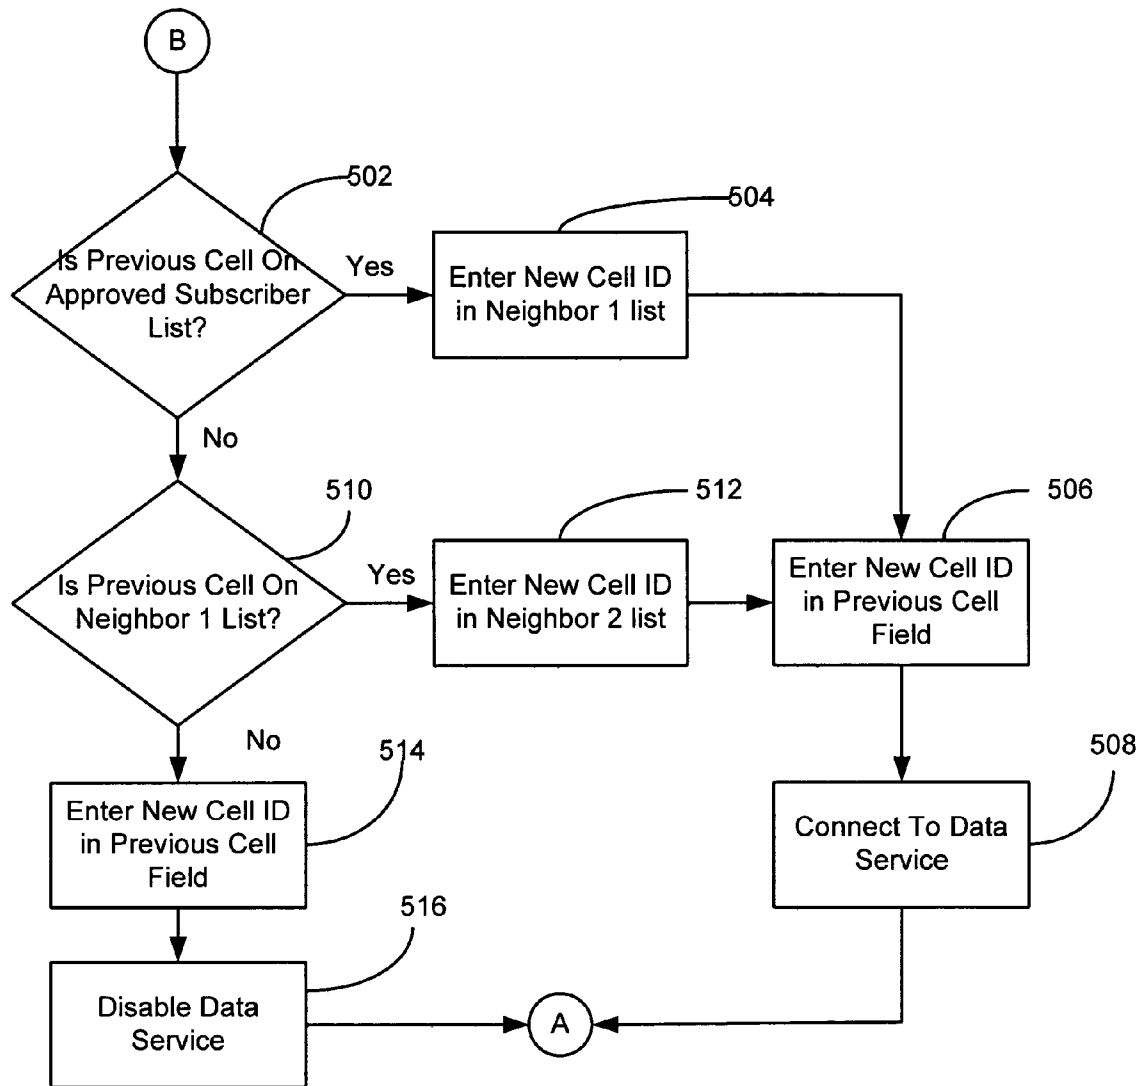 B
502
Is Previous Cell On
Approved Subscriber
List?
Yes
504
Enter New Cell ID
in Neighbor 1 list
No
510
Is Previous Cell On
Neighbor 1 List?
Yes
512
Enter New Cell ID
in Neighbor 2 list
506
Enter New Cell ID
in Previous Cell
Field
No
514
Enter New Cell ID
in Previous Cell
Field
508
Connect To Data
Service
516
Disable Data
Service
A